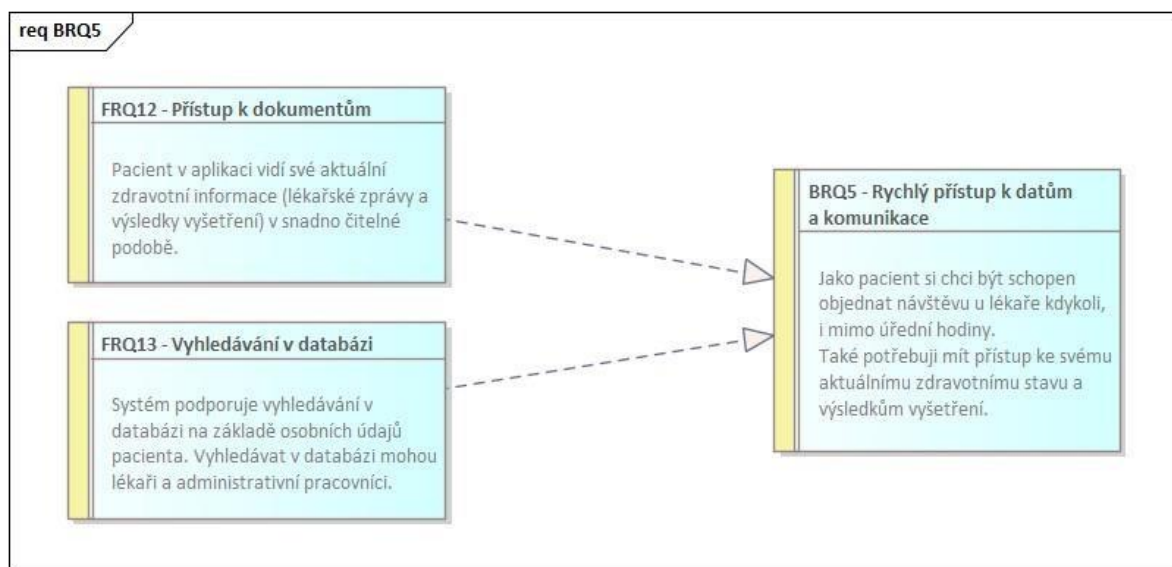 req BRQ5
FRQ12 - Přístup k dokumentům
Pacient v aplikaci vidí své aktuální
zdravotní informace (lékařské zprávy a
výsledky vyšetření) v snadno čitelné
podobě.
FRQ13 - Vyhledávání v databázi
Systém podporuje vyhledávání v
databázi na základě osobních údajů
pacienta. Vyhledávat v databázi mohou
lékaři a administrativní pracovníci.
BRQ5 - Rychlý přístup k datům
a komunikace
Jako pacient si chci být schopen
objednat návštěvu u lékaře kdykoli,
i mimo úřední hodiny.
Také potřebuji mít přístup ke svému
aktuálnímu zdravotnímu stavu a
výsledkům vyšetření.